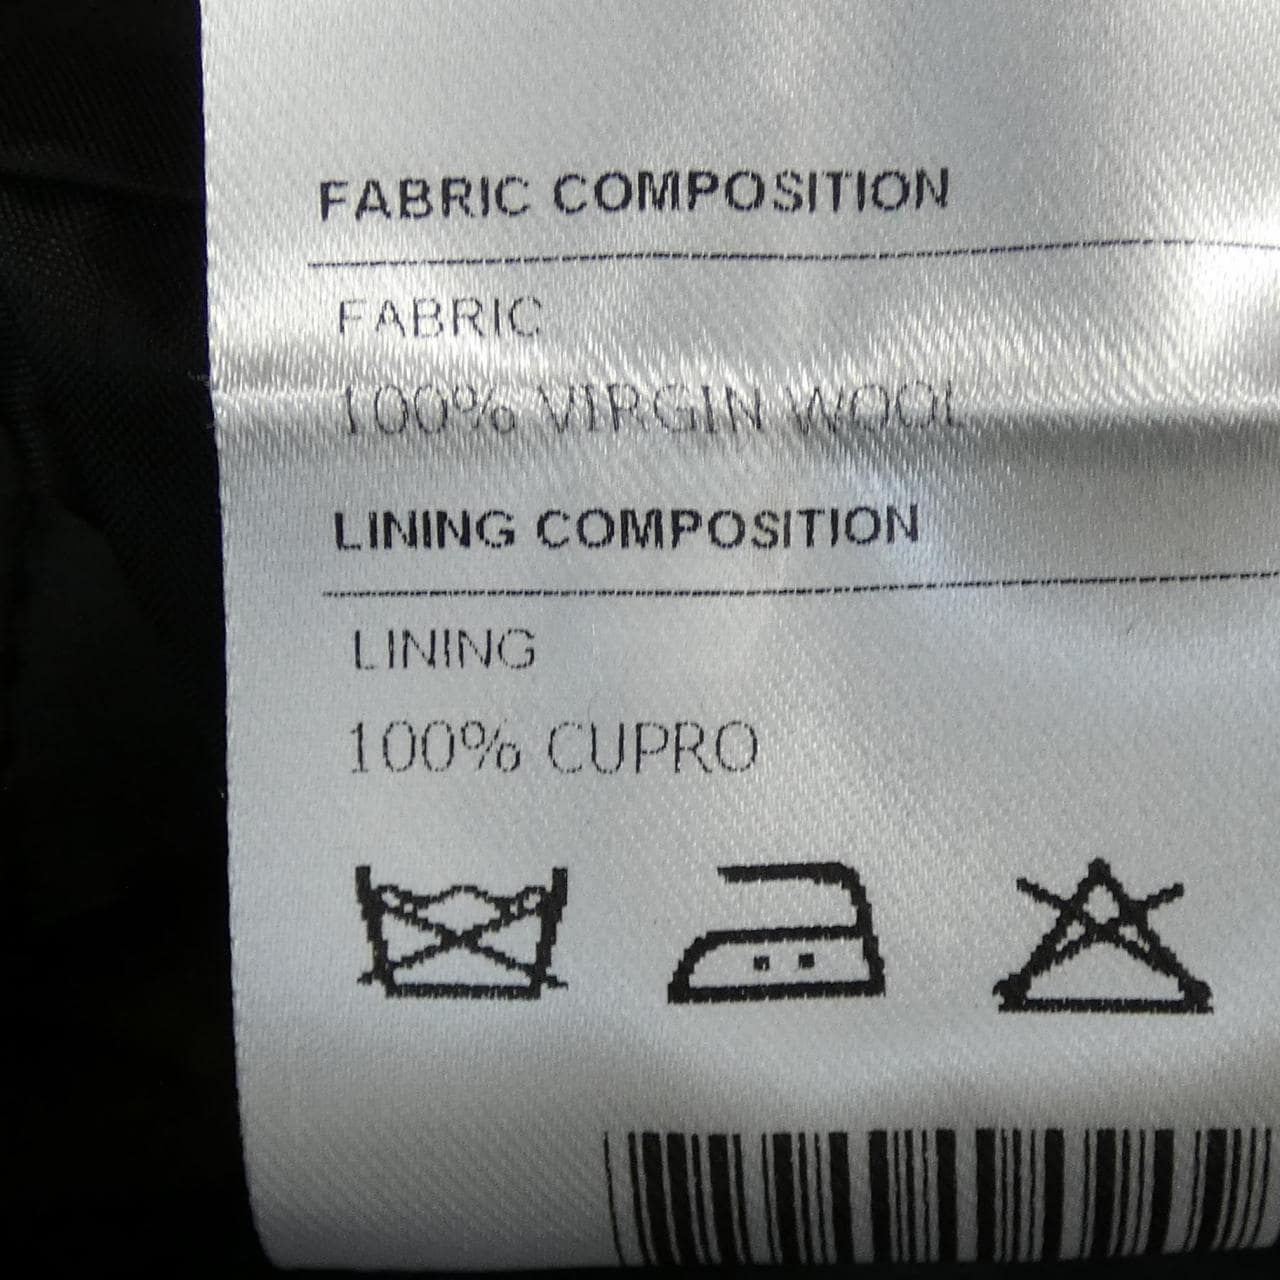 FABRIC COMPOSITION
FABRIC
100% VIRGIN WOOL
LINING COMPOSITION
LINING
100% CUPRO